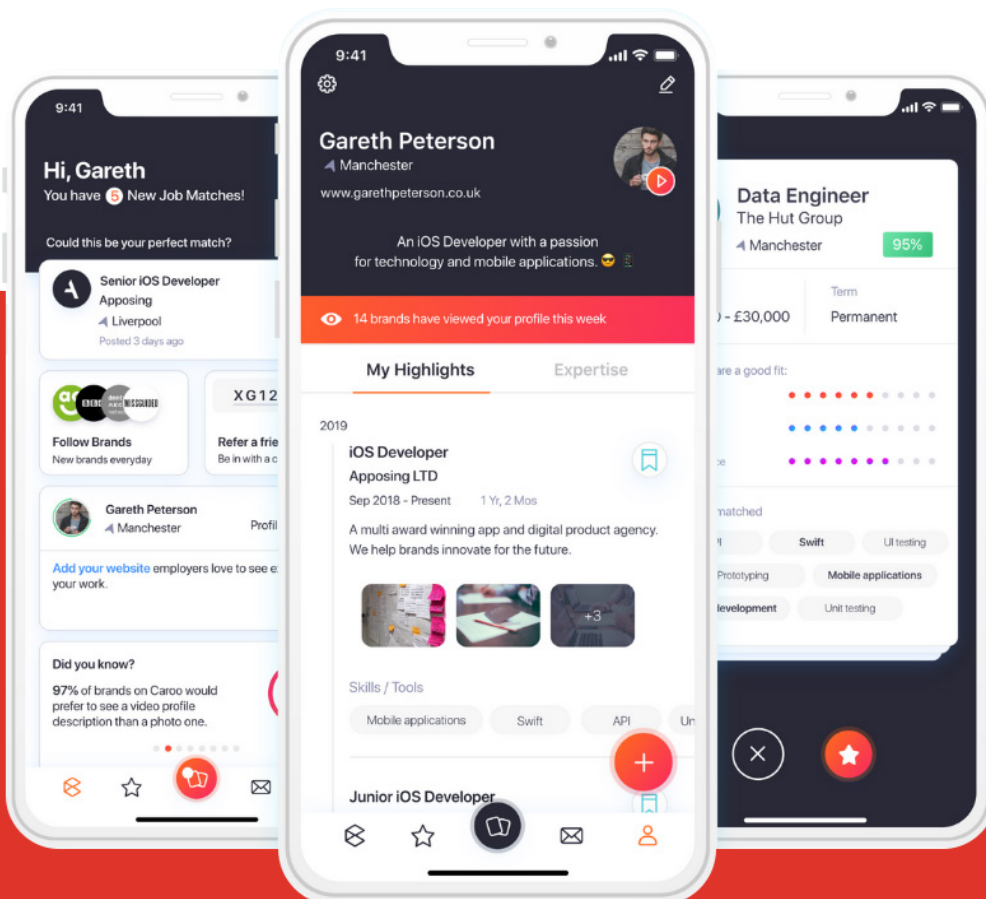 9:41
Hi, Gareth
You have 5 New Job Matches!
Could this be your perfect match?
Senior iOS Developer
Apposing
Liverpool
Posted 3 days ago
BBC
MISSGUIDED
Follow Brands
New brands everyday
XG12
Refer a frie
Be in with a c
Gareth Peterson
Manchester
Profil
Add your website employers love to see e
your work.
Did you know?
97% of brands on Caroo would
prefer to see a video profile
description than a photo one.
9:41
Gareth Peterson
Manchester
www.garethpeterson.co.uk
An iOS Developer with a passion
for technology and mobile applications. 😎 📱
14 brands have viewed your profile this week
My Highlights
Expertise
2019
iOS Developer
Apposing LTD
Sep 2018 - Present 1 Yr, 2 Mos
A multi award winning app and digital product agency.
We help brands innovate for the future.
+3
Skills / Tools
Mobile applications Swift API Un
Junior iOS Developer
Data Engineer
The Hut Group
Manchester
95%
Term
- £30,000
Permanent
are a good fit:
matched
Swift UI testing
Prototyping Mobile applications
development Unit testing